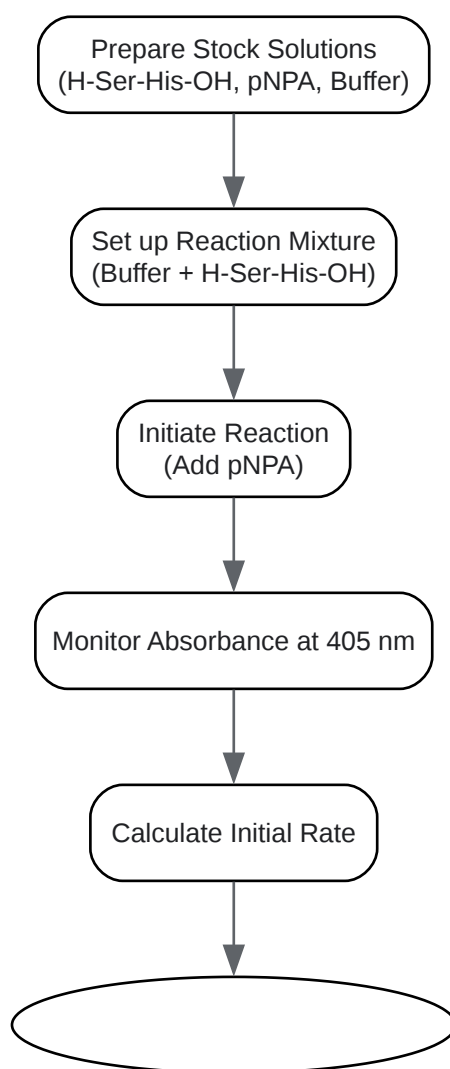 Prepare Stock Solutions
(H-Ser-His-OH, pNPA, Buffer)
Set up Reaction Mixture
(Buffer + H-Ser-His-OH)
Initiate Reaction
(Add pNPA)
Monitor Absorbance at 405 nm
Calculate Initial Rate